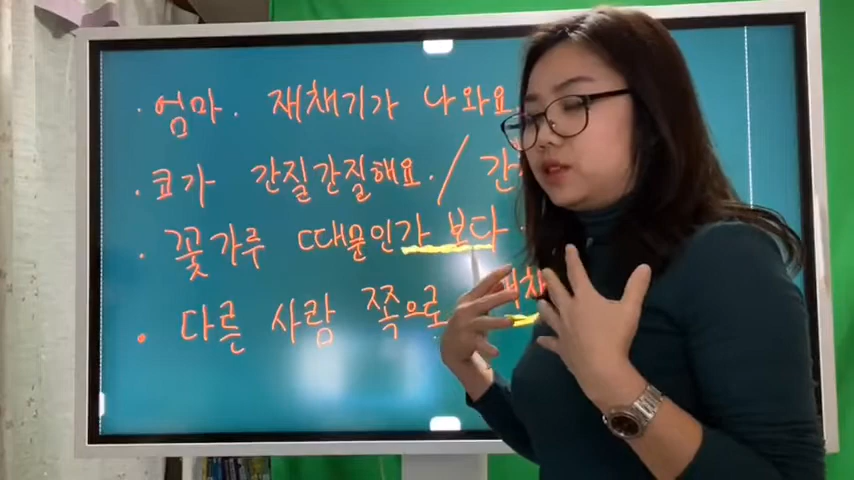 · 엄마. 재채기가 나와요
· 코가 간질간질해요. / 간
· 꽃가루 때문인가 보다
· 다른 사람 쪽으로